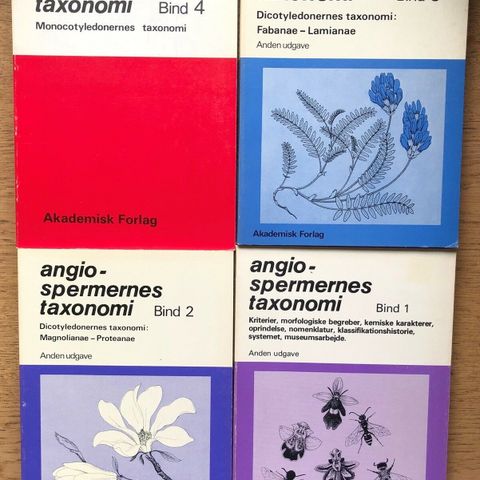 taxonomi Bind 4
Monocotyledonernes taxonomi
Akademisk Forlag
Dicotyledonernes taxonomi:
Fabanae – Lamianae
Anden udgave
Akademisk Forlag
angio-
spermernes
taxonomi Bind 2
Dicotyledonernes taxonomi:
Magnolianae – Proteanae
Anden udgave
angio-
spermernes
taxonomi Bind 1
Kriterier, morfologiske begreber, kemiske karakterer,
oprindelse, nomenklatur, klassifikationshistorie,
systemet, museumsarbejde.
Anden udgave